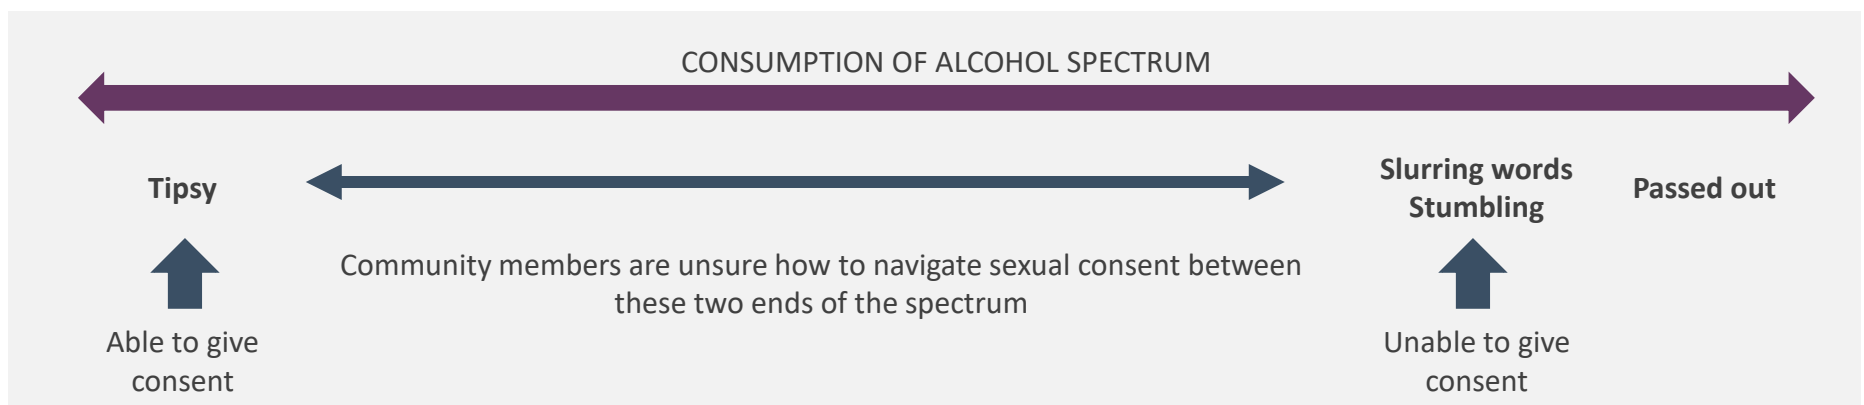 CONSUMPTION OF ALCOHOL SPECTRUM
Tipsy
Slurring words
Stumbling
Passed out
Community members are unsure how to navigate sexual consent between
these two ends of the spectrum
Able to give
consent
Unable to give
consent